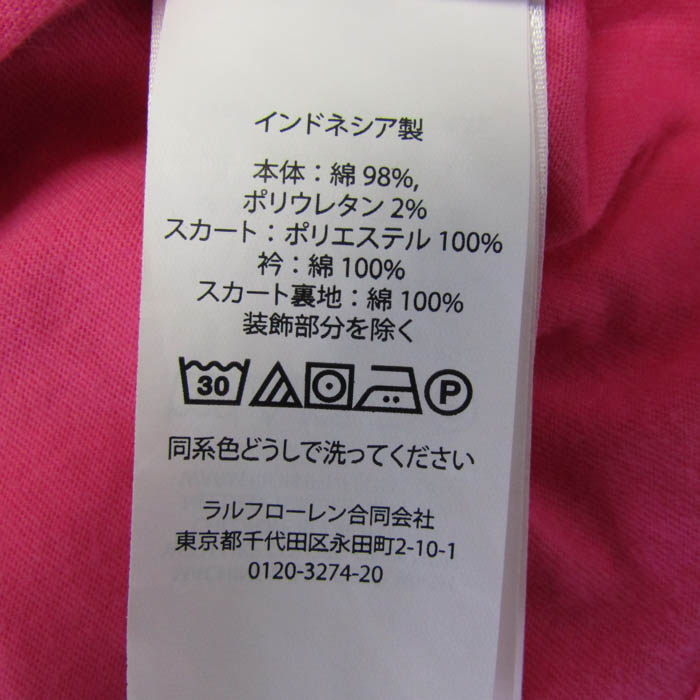 インドネシア製
本体：綿 98%,
ポリウレタン 2%
スカート：ポリエステル 100%
衿：綿 100%
スカート裏地：綿 100%
装飾部分を除く
30 P
同系色どうしで洗ってください
ラルフローレン合同会社
東京都千代田区永田町2-10-1
0120-3274-20